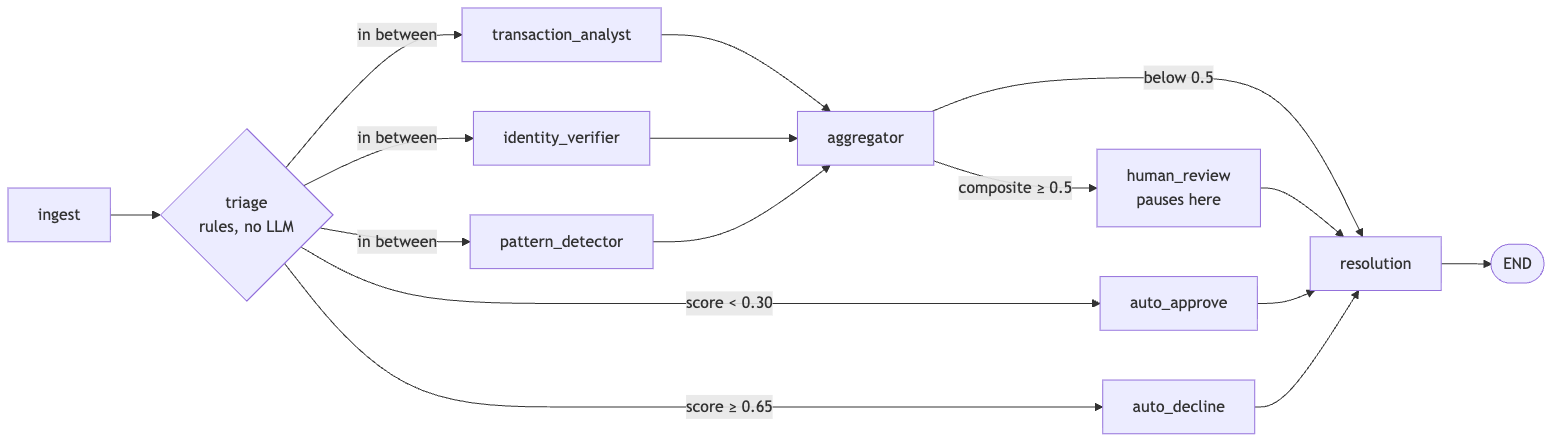 in between
transaction_analyst
below 0.5
in between
identity_verifier
aggregator
composite ≥ 0.5
human_review
pauses here
ingest
triage
rules, no LLM
in between
pattern_detector
resolution
END
score < 0.30
auto_approve
score ≥ 0.65
auto_decline